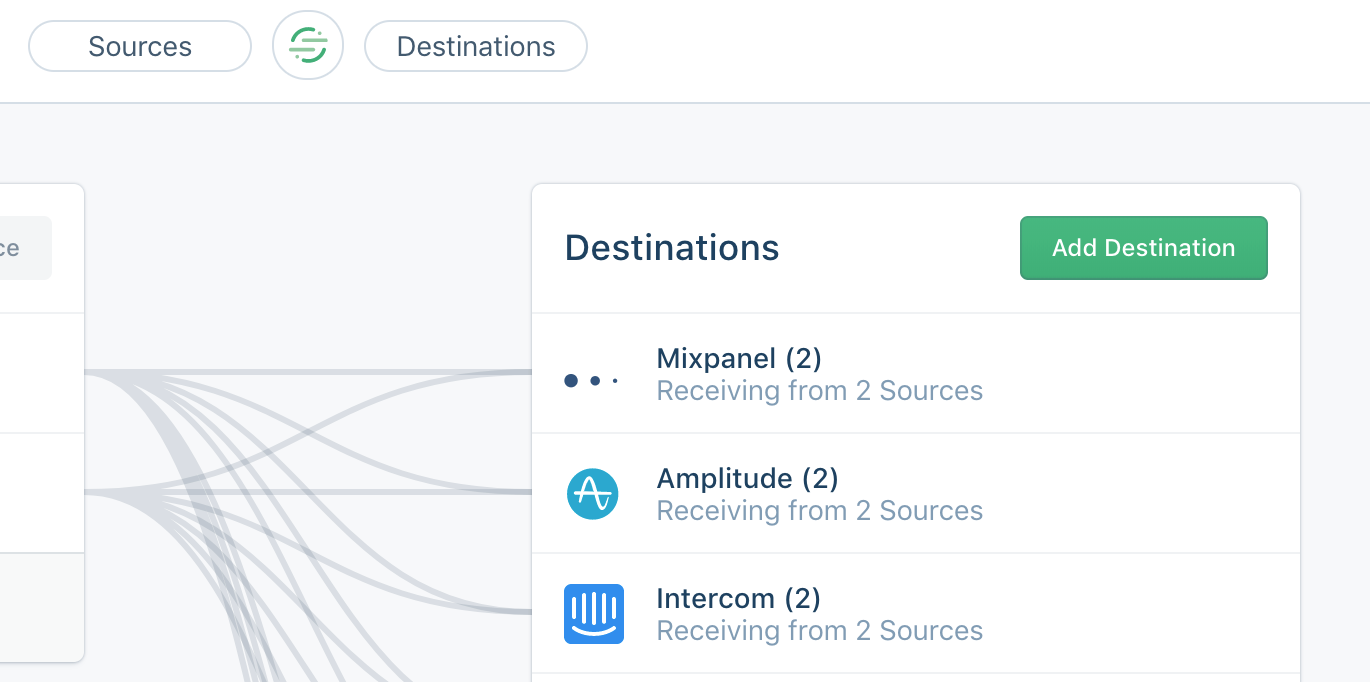 Sources
Destinations
ce
Destinations
Add Destination
Mixpanel (2)
Receiving from 2 Sources
Amplitude (2)
Receiving from 2 Sources
Intercom (2)
Receiving from 2 Sources